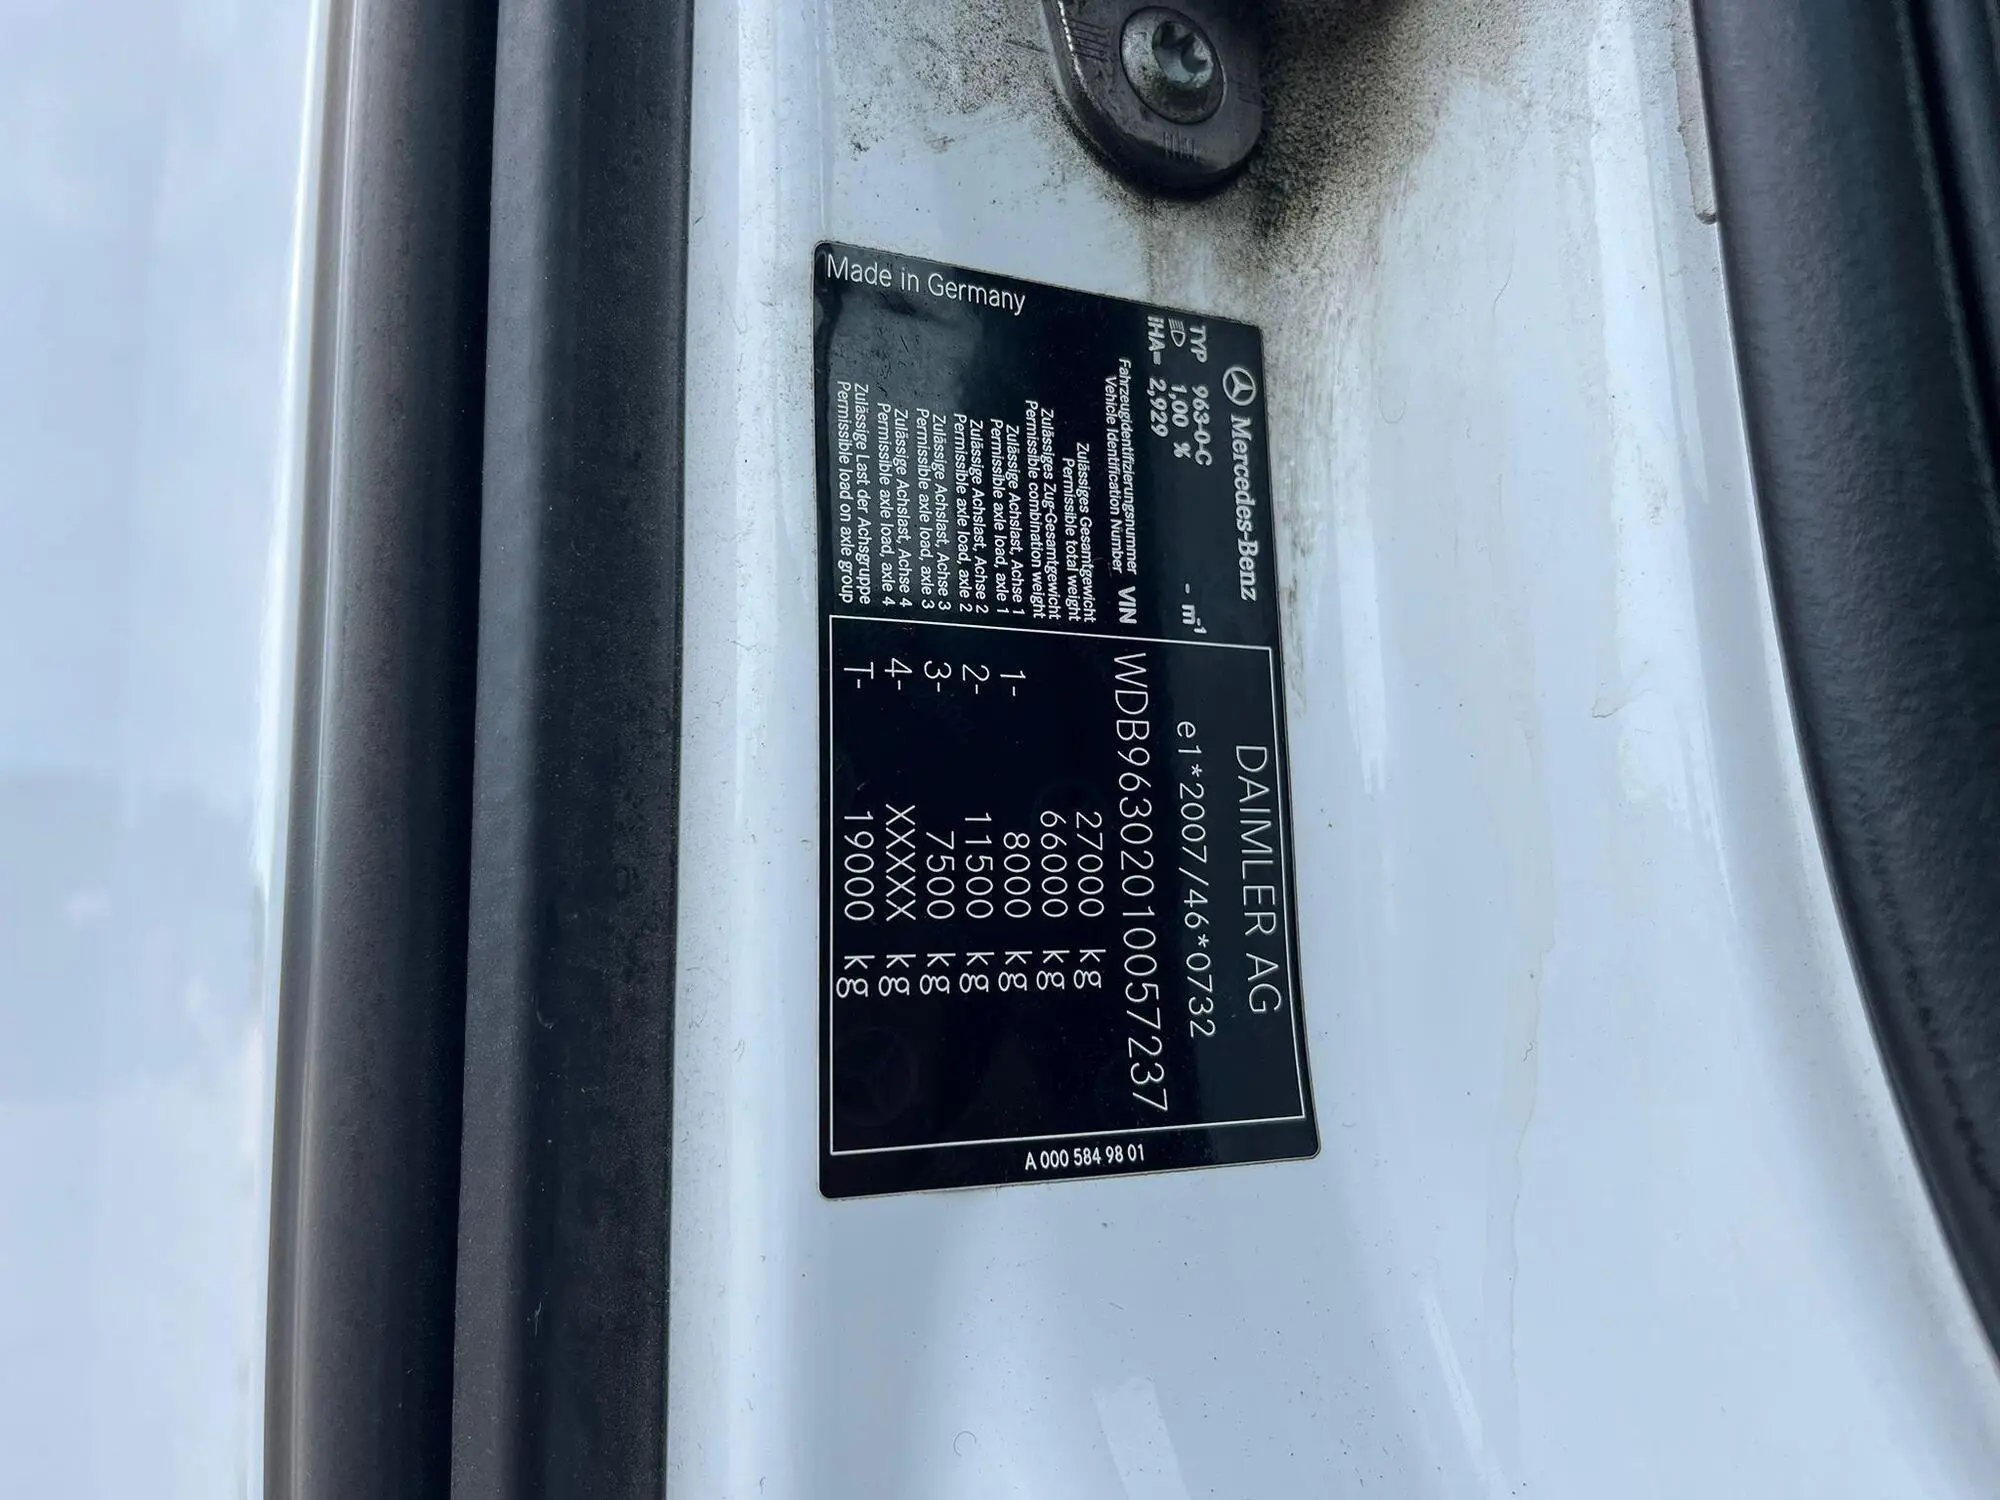 Mercedes-Benz DAIMLER AG
TYP 963-0-C
1,00 % - m⁻¹ e1*2007/46*0732
IHA= 2,929
Fahrzeugidentifizierungsnummer
Vehicle Identification Number VIN WDB9630201005723​7
Zulässiges Gesamtgewicht
Permissible total weight 27000 kg
Zulässiges Zug-Gesamtgewicht
Permissible combination weight 66000 kg
Zulässige Achslast, Achse 1
Permissible axle load, axle 1 1- 8000 kg
Zulässige Achslast, Achse 2
Permissible axle load, axle 2 2- 11500 kg
Zulässige Achslast, Achse 3
Permissible axle load, axle 3 3- 7500 kg
Zulässige Achslast, Achse 4
Permissible axle load, axle 4 4- XXXXX kg
Zulässige Last der Achsgruppe
Permissible load on axle group T- 19000 kg
Made in Germany
A 000 584 98 01